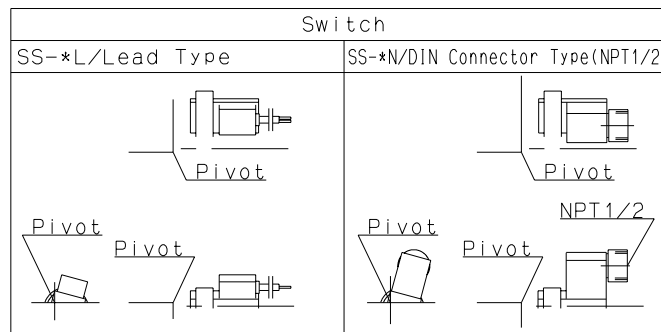 Switch
SS-*L/Lead Type
SS-*N/DIN Connector Type(NPT1/2
Pivot
Pivot
NPT1/2
Pivot
Pivot
Pivot
Pivot